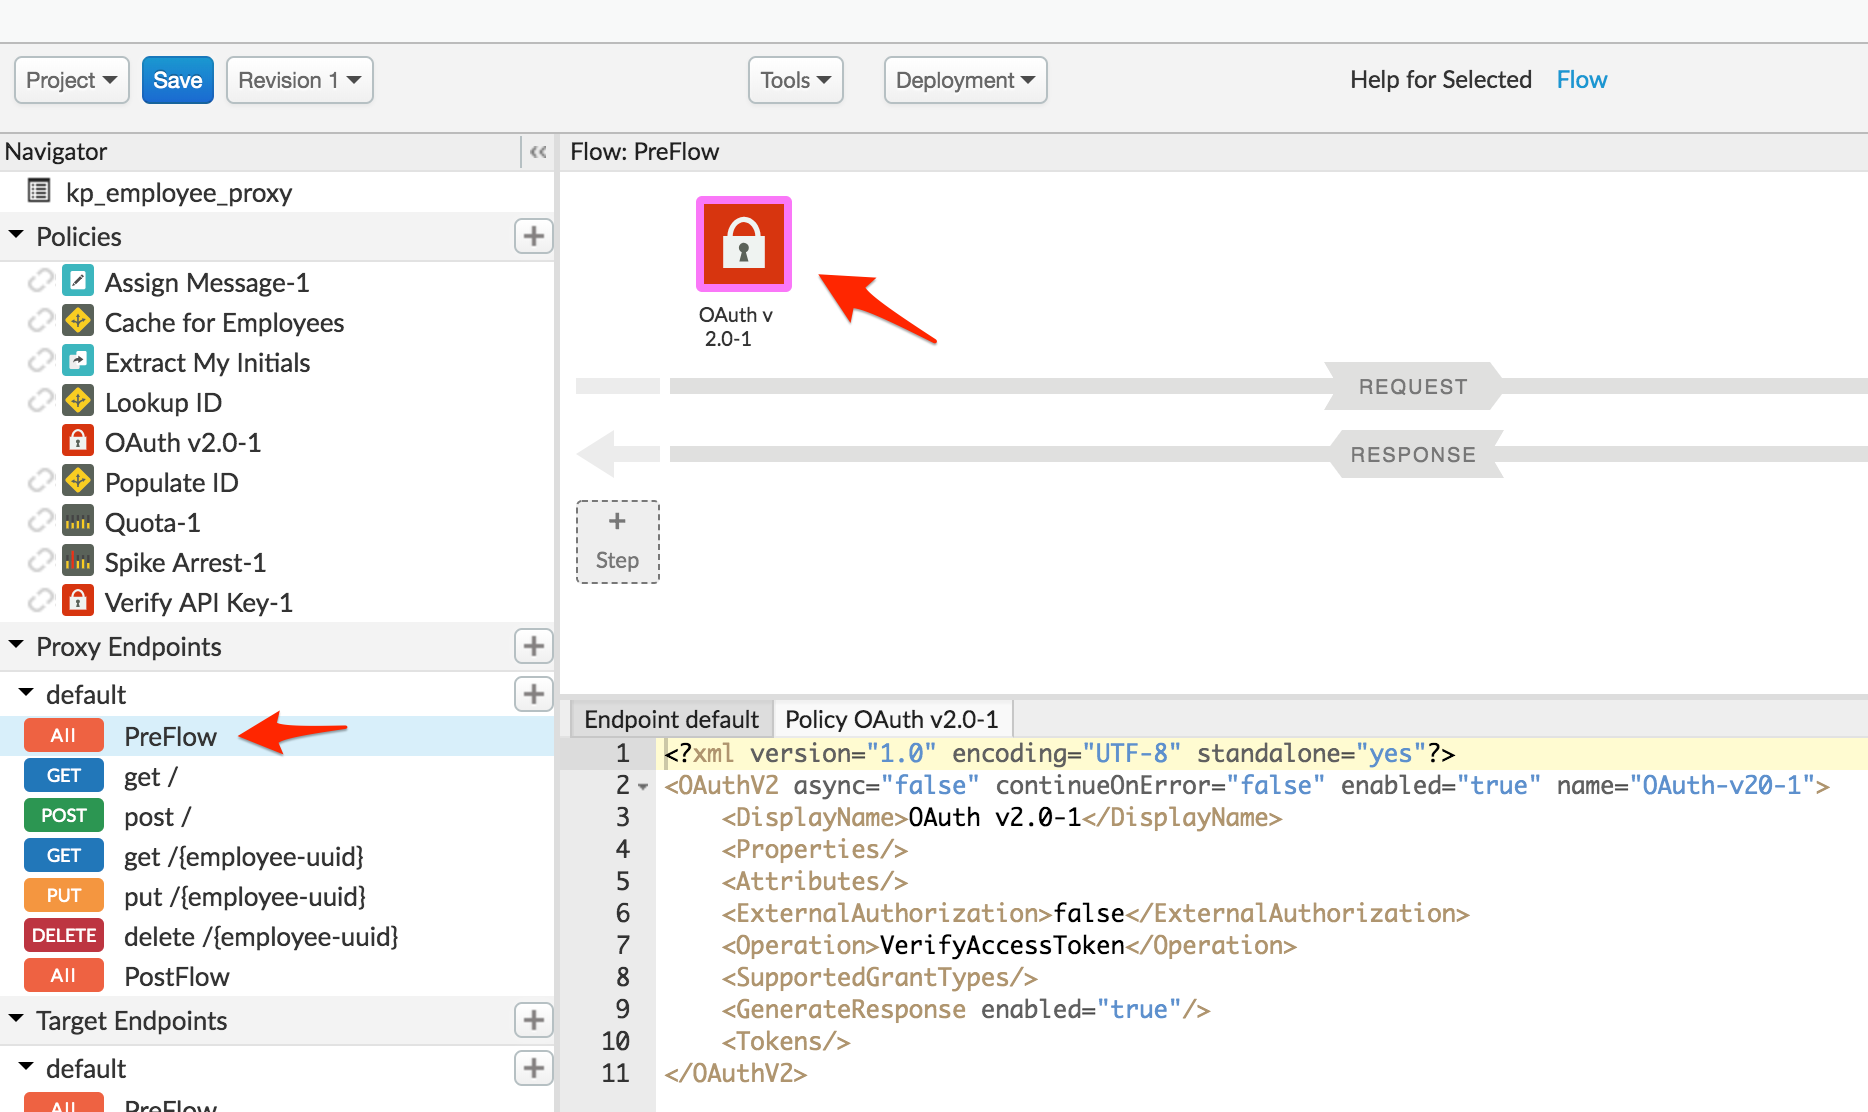 Project
Save
Revision 1
Tools
Deployment
Help for Selected
Flow
Navigator
kp_employee_proxy
Policies
Assign Message-1
Cache for Employees
Extract My Initials
Lookup ID
OAuth v2.0-1
Populate ID
Quota-1
Spike Arrest-1
Verify API Key-1
Proxy Endpoints
default
All PreFlow
GET get /
POST post /
GET get /{employee-uuid}
PUT put /{employee-uuid}
DELETE delete /{employee-uuid}
All PostFlow
Target Endpoints
default
All PreFlow
Flow: PreFlow
OAuth v
2.0-1
REQUEST
RESPONSE
+
Step
Endpoint default
Policy OAuth v2.0-1
1 <?xml version="1.0" encoding="UTF-8" standalone="yes"?>
2 <OAuthV2 async="false" continueOnError="false" enabled="true" name="OAuth-v20-1">
3 <DisplayName>OAuth v2.0-1</DisplayName>
4 <Properties/>
5 <Attributes/>
6 <ExternalAuthorization>false</ExternalAuthorization>
7 <Operation>VerifyAccessToken</Operation>
8 <SupportedGrantTypes/>
9 <GenerateResponse enabled="true"/>
10 <Tokens/>
11 </OAuthV2>